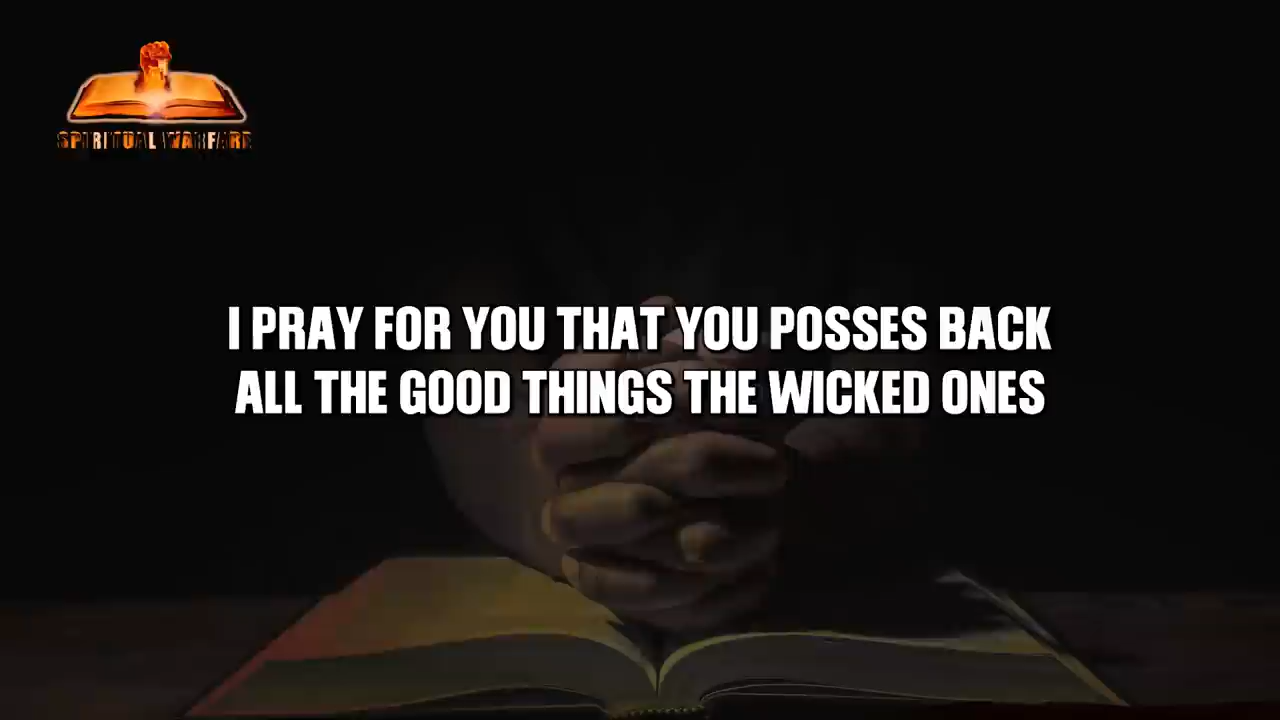 SPIRITUAL WARFARE
I PRAY FOR YOU THAT YOU POSSES BACK
ALL THE GOOD THINGS THE WICKED ONES